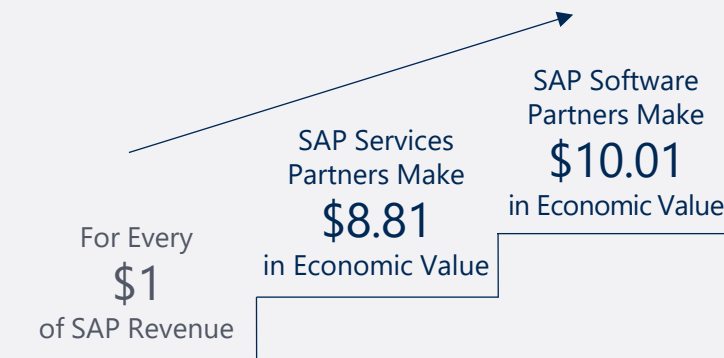 For Every
$1
of SAP Revenue
SAP Services
Partners Make
$8.81
in Economic Value
SAP Software
Partners Make
$10.01
in Economic Value